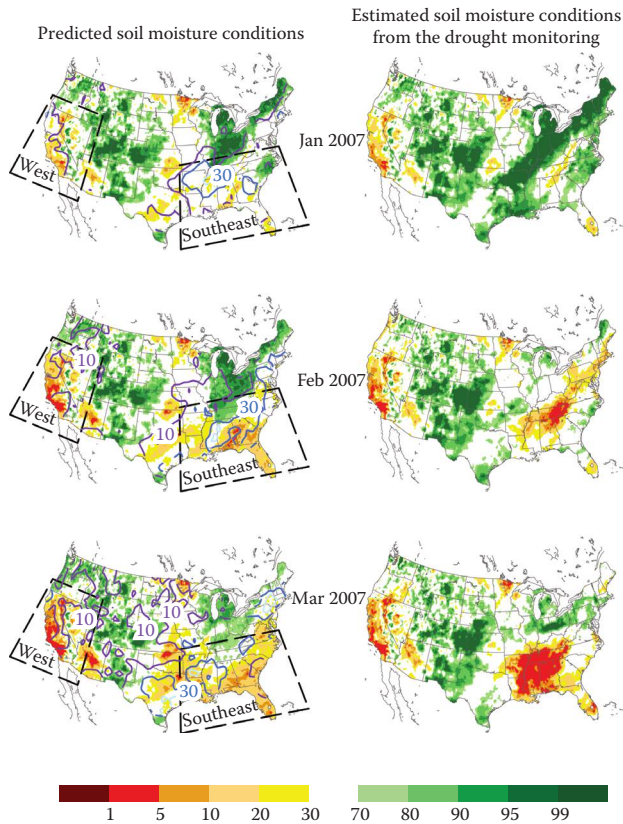 Predicted soil moisture conditions
Estimated soil moisture conditions
from the drought monitoring
Jan 2007
West
30
Southeast
Feb 2007
10
West
10
30
Southeast
Mar 2007
10
10
10
West
30
Southeast
1 5 10 20 30
70 80 90 95 99